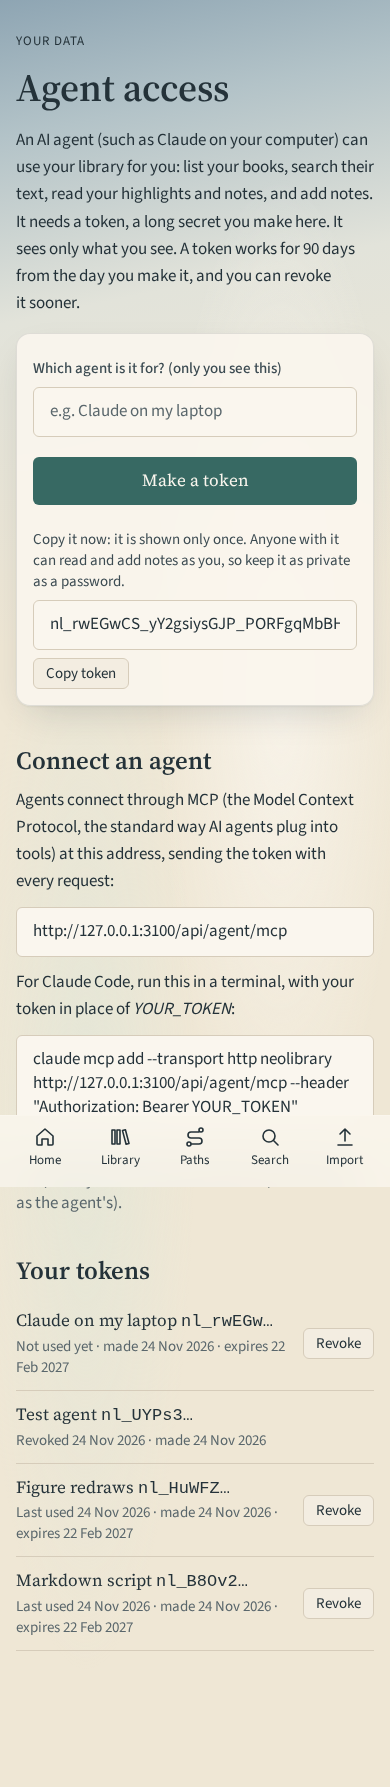 YOUR DATA
Agent access
An AI agent (such as Claude on your computer) can
use your library for you: list your books, search their
text, read your highlights and notes, and add notes.
It needs a token, a long secret you make here. It
sees only what you see. A token works for 90 days
from the day you make it, and you can revoke
it sooner.
Which agent is it for? (only you see this)
e.g. Claude on my laptop
Make a token
Copy it now: it is shown only once. Anyone with it
can read and add notes as you, so keep it as private
as a password.
nl_rwEGwCS_yY2gsiysGJP_PORFgqMbBH
Copy token
Connect an agent
Agents connect through MCP (the Model Context
Protocol, the standard way AI agents plug into
tools) at this address, sending the token with
every request:
http://127.0.0.1:3100/api/agent/mcp
For Claude Code, run this in a terminal, with your
token in place of YOUR_TOKEN:
claude mcp add --transport http neolibrary
http://127.0.0.1:3100/api/agent/mcp --header
"Authorization: Bearer YOUR_TOKEN"
Home Library Paths Search Import
as the agent's).
Your tokens
Claude on my laptop nl_rwEGw…
Not used yet · made 24 Nov 2026 · expires 22
Feb 2027
Revoke
Test agent nl_UYPs3…
Revoked 24 Nov 2026 · made 24 Nov 2026
Figure redraws nl_HuWFZ…
Last used 24 Nov 2026 · made 24 Nov 2026 ·
expires 22 Feb 2027
Revoke
Markdown script nl_B8Ov2…
Last used 24 Nov 2026 · made 24 Nov 2026 ·
expires 22 Feb 2027
Revoke